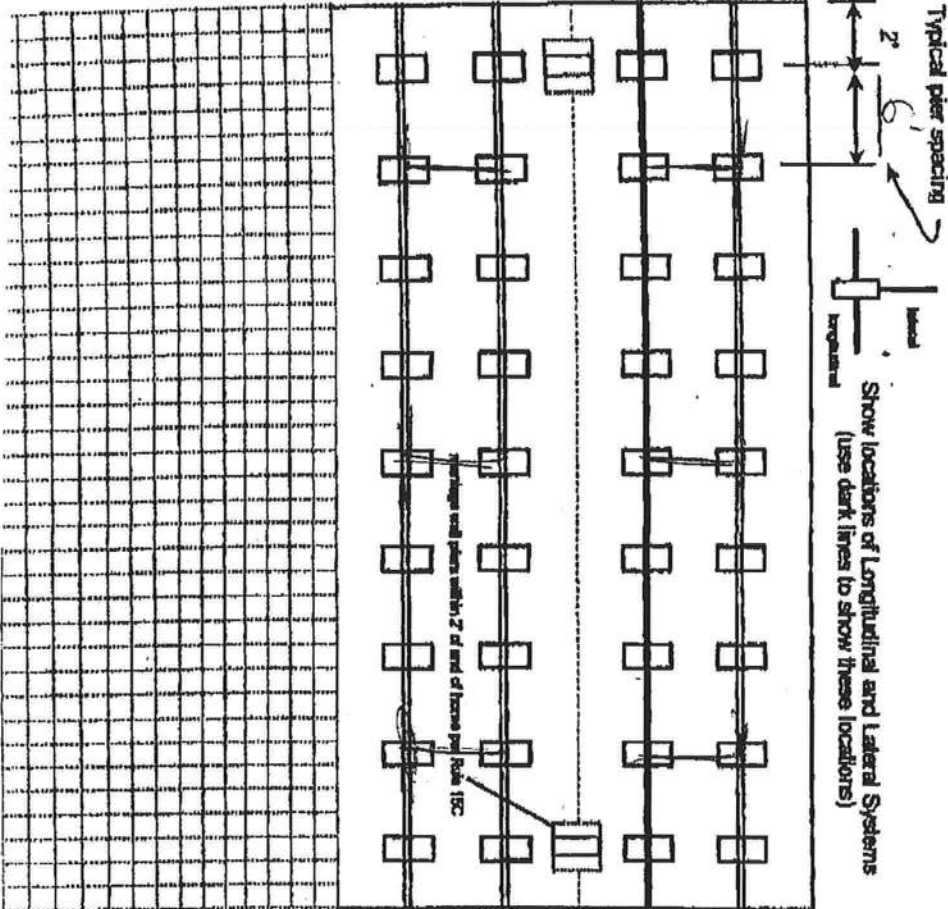 Typical pier spacing
2'
6'
lateral
longitudinal
Show locations of Longitudinal and Lateral Systems
(use dark lines to show these locations)
marriage wall piers within 2' of end of home per Rule 15C